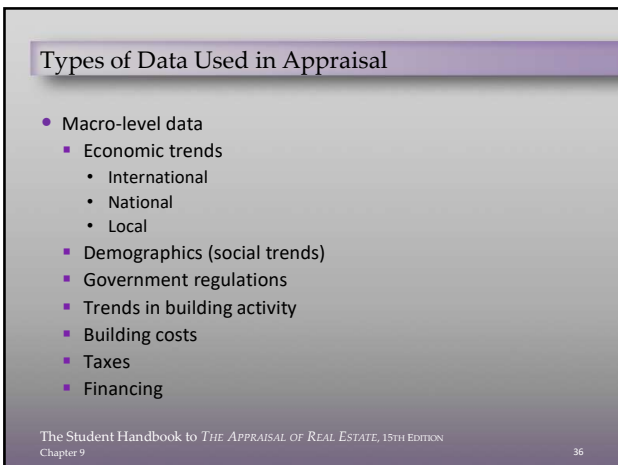 Types of Data Used in Appraisal
• Macro-level data
▪ Economic trends
• International
• National
• Local
▪ Demographics (social trends)
▪ Government regulations
▪ Trends in building activity
▪ Building costs
▪ Taxes
▪ Financing
The Student Handbook to THE APPRAISAL OF REAL ESTATE, 15TH EDITION
Chapter 9
36